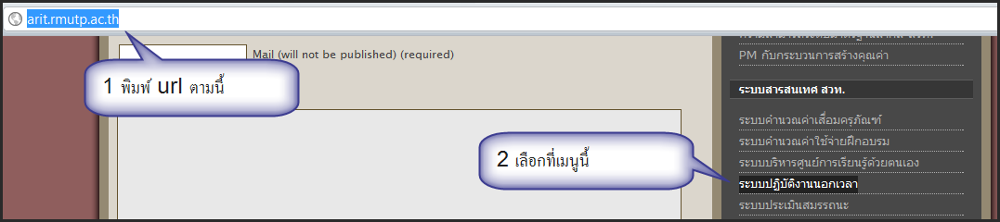 arit.rmutp.ac.th
Mail (will not be published) (required)
1 พิมพ์ url ตามนี้
2 เลือกที่เมนูนี้
PM กับกระบวนการสร้างคุณค่า
ระบบสารสนเทศ สวท.
ระบบคำนวณค่าเสื่อมครุภัณฑ์
ระบบคำนวณค่าใช้จ่ายฝึกอบรม
ระบบบริหารศูนย์การเรียนรู้ด้วยตนเอง
ระบบปฏิบัติงานนอกเวลา
ระบบประเมินสมรรถนะ